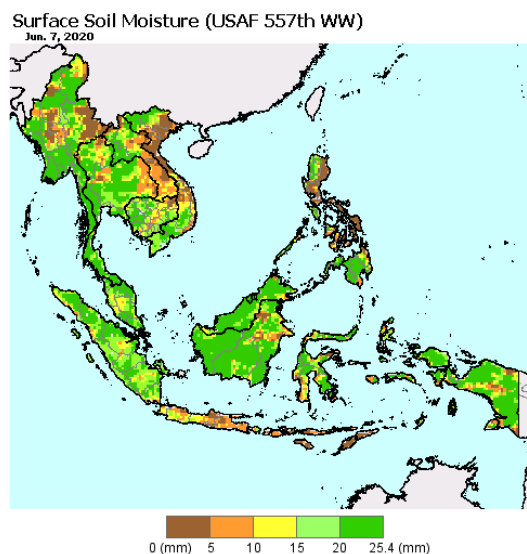 Surface Soil Moisture (USAF 557th WW)
Jun. 7, 2020
0 (mm) 5 10 15 20 25.4 (mm)